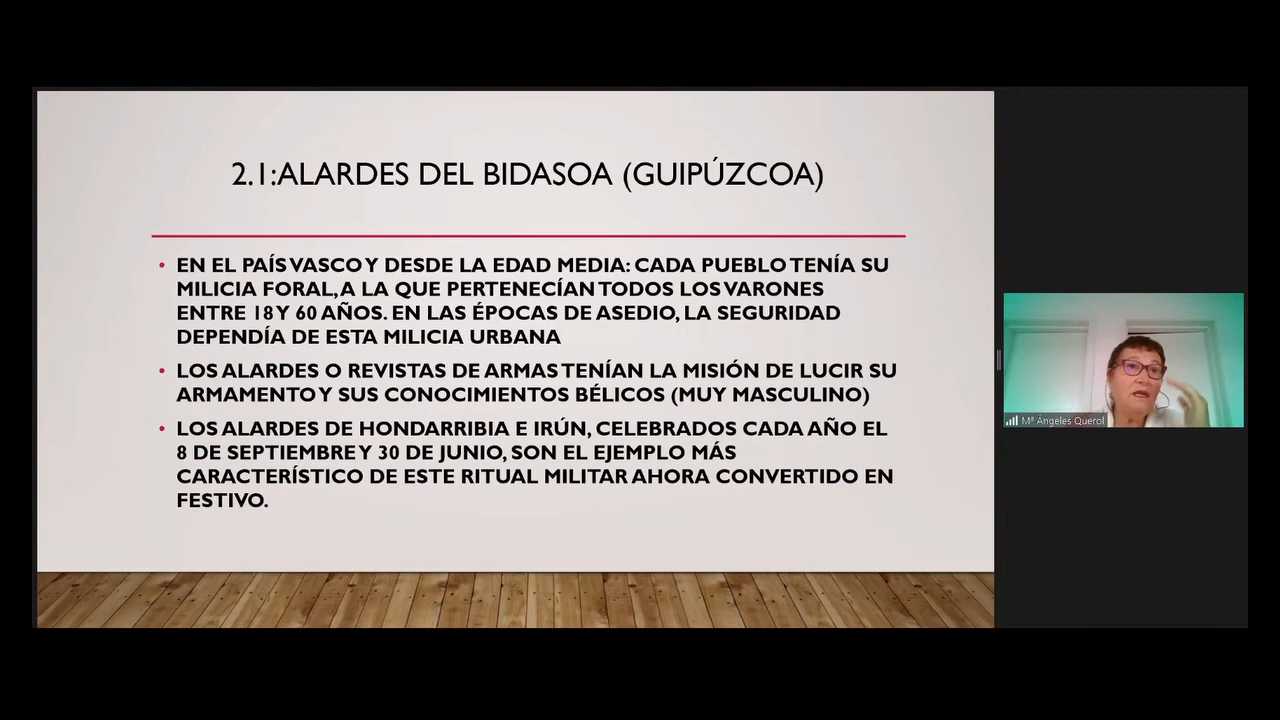 2.1:ALARDES DEL BIDASOA (GUIPÚZCOA)
• EN EL PAÍS VASCO Y DESDE LA EDAD MEDIA: CADA PUEBLO TENÍA SU
MILICIA FORAL, A LA QUE PERTENECÍAN TODOS LOS VARONES
ENTRE 18 Y 60 AÑOS. EN LAS ÉPOCAS DE ASEDIO, LA SEGURIDAD
DEPENDÍA DE ESTA MILICIA URBANA
• LOS ALARDES O REVISTAS DE ARMAS TENÍAN LA MISIÓN DE LUCIR SU
ARMAMENTO Y SUS CONOCIMIENTOS BÉLICOS (MUY MASCULINO)
• LOS ALARDES DE HONDARRIBIA E IRÚN, CELEBRADOS CADA AÑO EL
8 DE SEPTIEMBRE Y 30 DE JUNIO, SON EL EJEMPLO MÁS
CARACTERÍSTICO DE ESTE RITUAL MILITAR AHORA CONVERTIDO EN
FESTIVO.
Mª Ángeles Querol